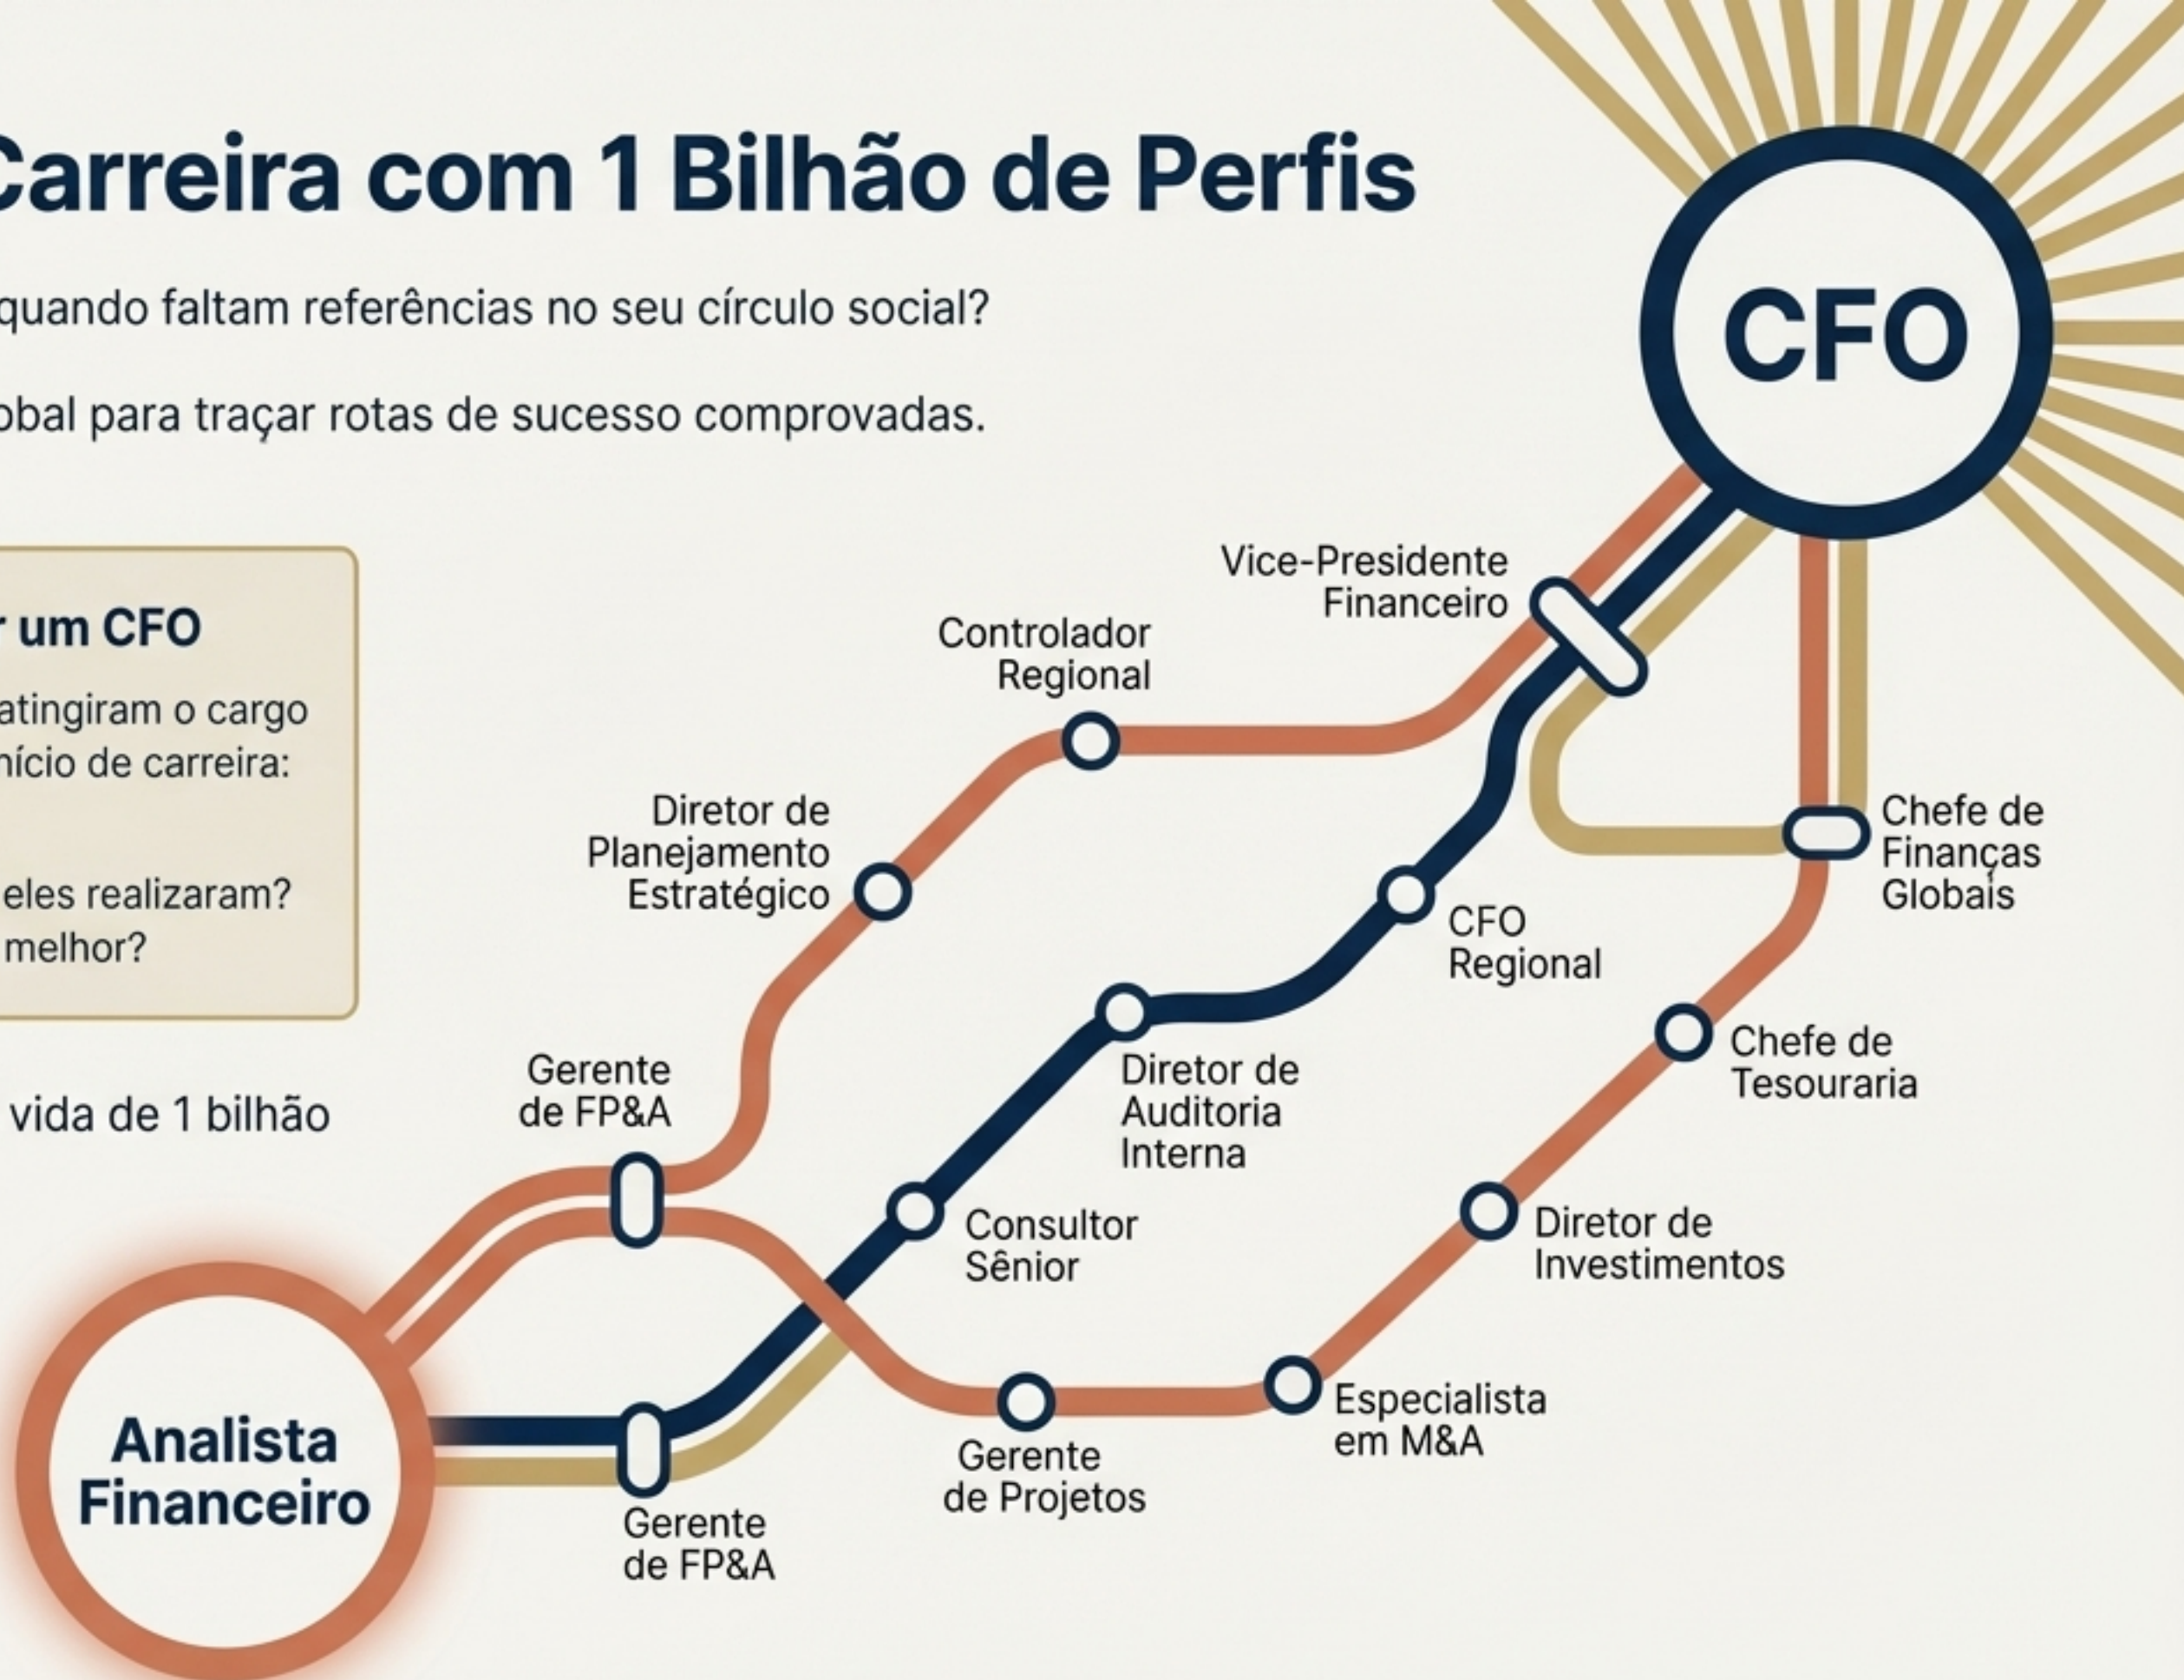 Carreira com 1 Bilhão de Perfis
quando faltam referências no seu círculo social?
obal para traçar rotas de sucesso comprovadas.
CFO
r um CFO
atingiram o cargo
nício de carreira:
eles realizaram?
melhor?
vida de 1 bilhão
Vice-Presidente
Financeiro
Controlador
Regional
Diretor de
Planejamento
Estratégico
Chefe de
Finanças
Globais
CFO
Regional
Chefe de
Tesouraria
Gerente
de FP&A
Diretor de
Auditoria
Interna
Consultor
Sênior
Diretor de
Investimentos
Analista
Financeiro
Especialista
em M&A
Gerente
de Projetos
Gerente
de FP&A